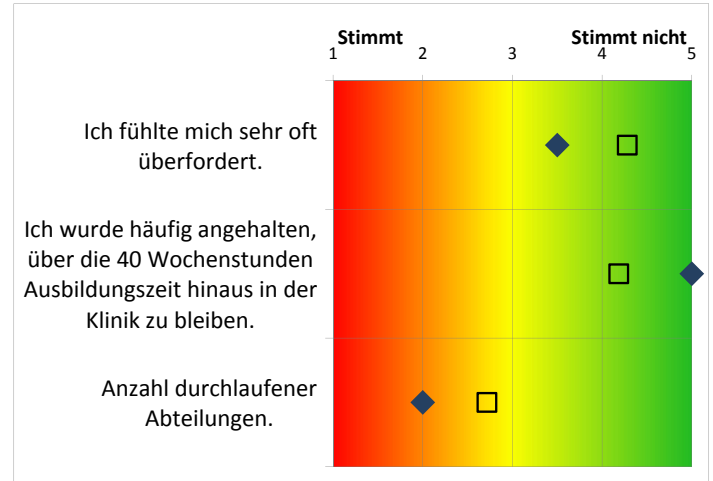 Stimmt Stimmt nicht
1 2 3 4 5
Ich fühlte mich sehr oft
überfordert.
Ich wurde häufig angehalten,
über die 40 Wochenstunden
Ausbildungszeit hinaus in der
Klinik zu bleiben.
Anzahl durchlaufener
Abteilungen.